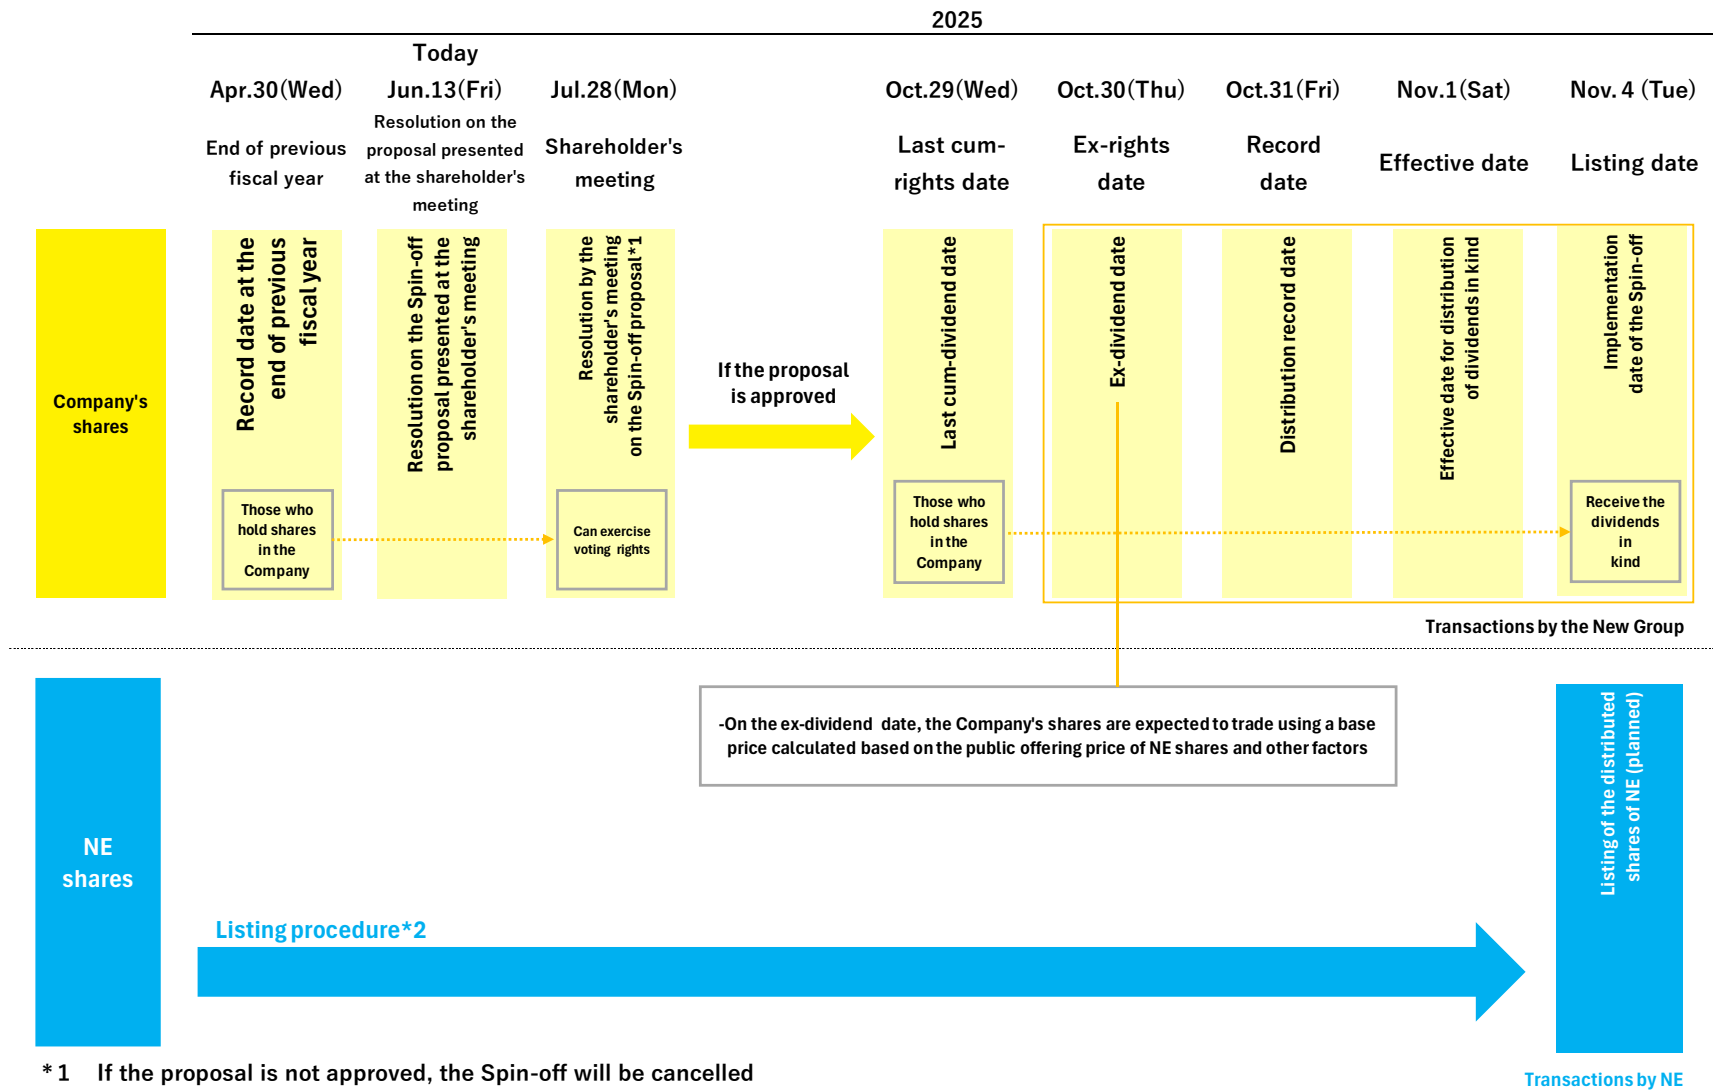 2025
Today
Apr.30(Wed)
Jun.13(Fri)
Jul.28(Mon)
Oct.29(Wed)
Oct.30(Thu)
Oct.31(Fri)
Nov.1(Sat)
Nov. 4 (Tue)
End of previous
fiscal year
Resolution on the
proposal presented
at the shareholder's
meeting
Shareholder's
meeting
Last cum-
rights date
Ex-rights
date
Record
date
Effective date
Listing date
Company's
shares
Record date at the
end of previous
fiscal year
Resolution on the Spin-off
proposal presented at the
shareholder's meeting
Resolution by the
shareholder's meeting
on the Spin-off proposal*1
If the proposal
is approved
Last cum-dividend date
Ex-dividend date
Distribution record date
Effective date for distribution
of dividends in kind
Implementation
date of the Spin-off
Those who
hold shares
in the
Company
Can exercise
voting rights
Those who
hold shares
in the
Company
Receive the
dividends
in
kind
Transactions by the New Group
-On the ex-dividend date, the Company's shares are expected to trade using a base
price calculated based on the public offering price of NE shares and other factors
NE
shares
Listing procedure*2
Listing of the distributed
shares of NE (planned)
*1 If the proposal is not approved, the Spin-off will be cancelled
Transactions by NE